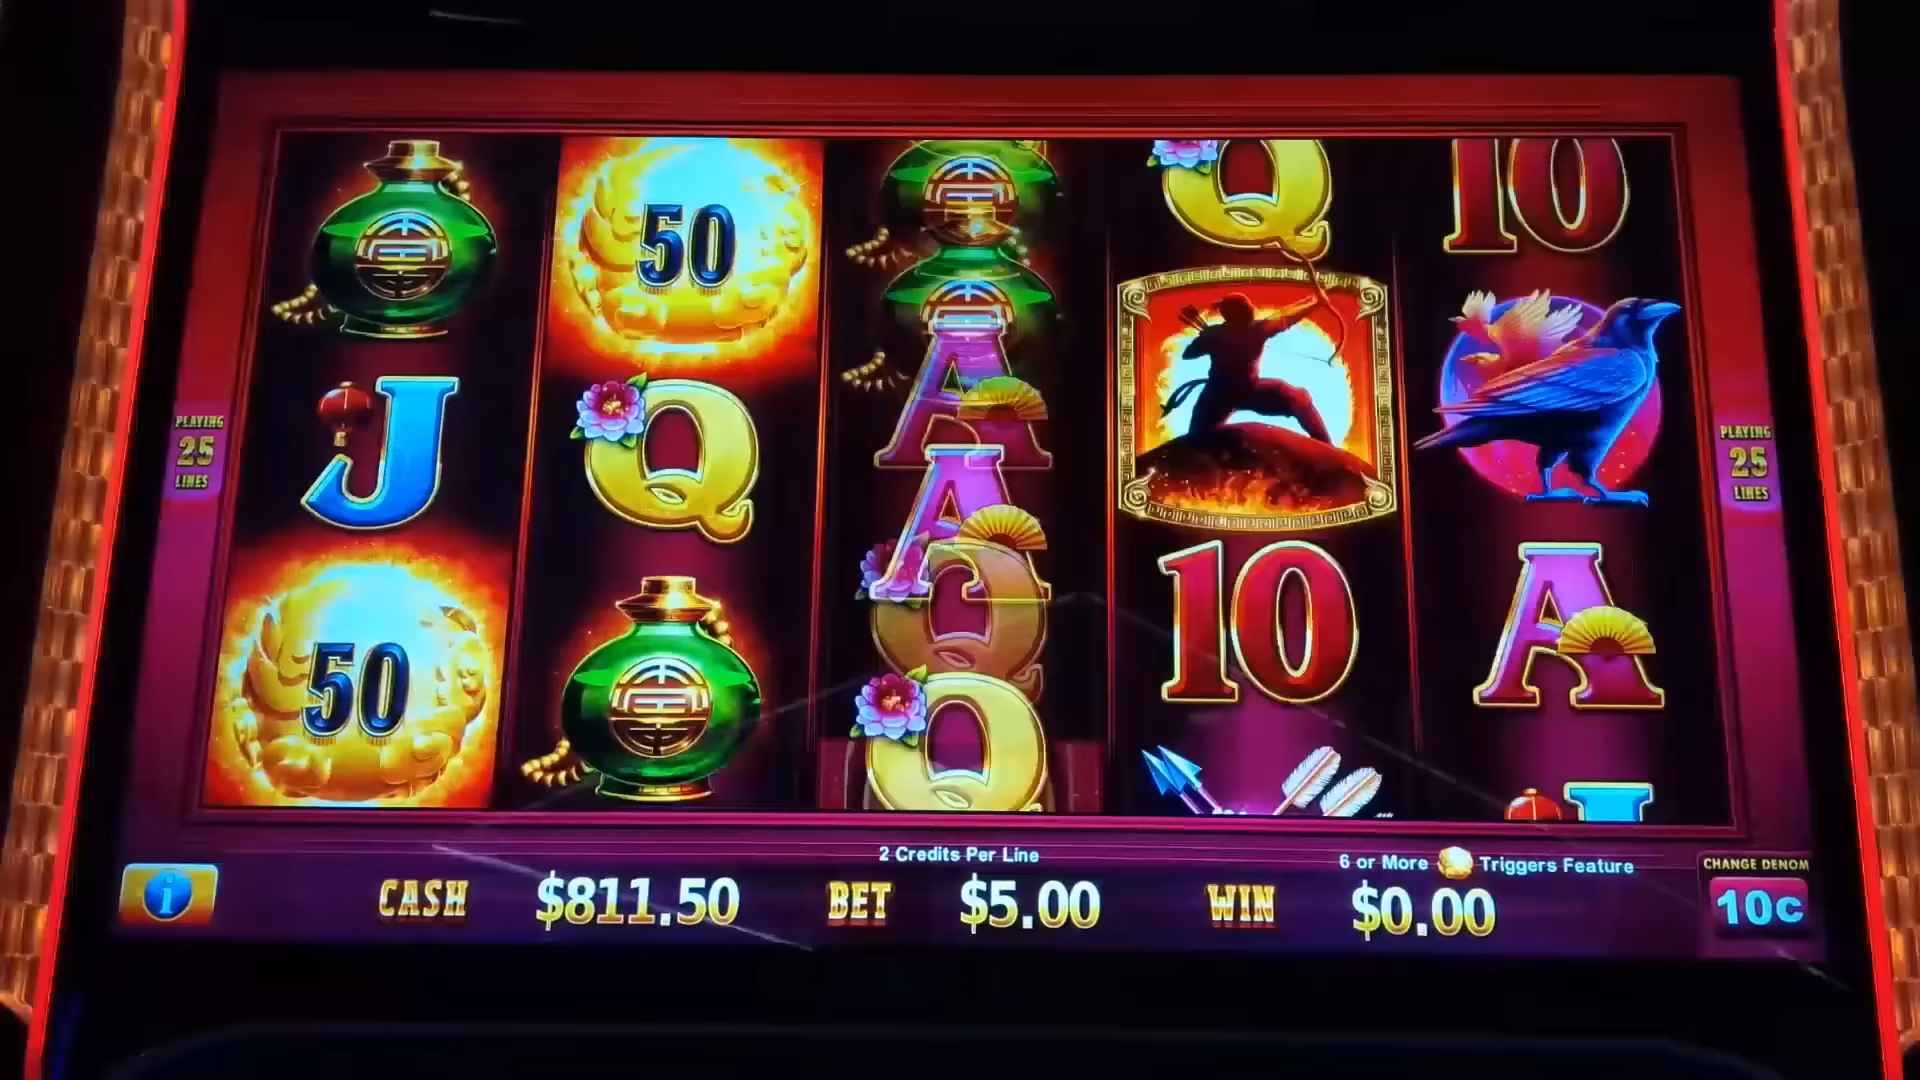 50
Q
10
J
Q
A
A
50
10
A
Q
Q
J
PLAYING
25
LINES
PLAYING
25
LINES
2 Credits Per Line
6 or More Triggers Feature
CHANGE DENOM
10¢
CASH $811.50 BET $5.00 WIN $0.00
i